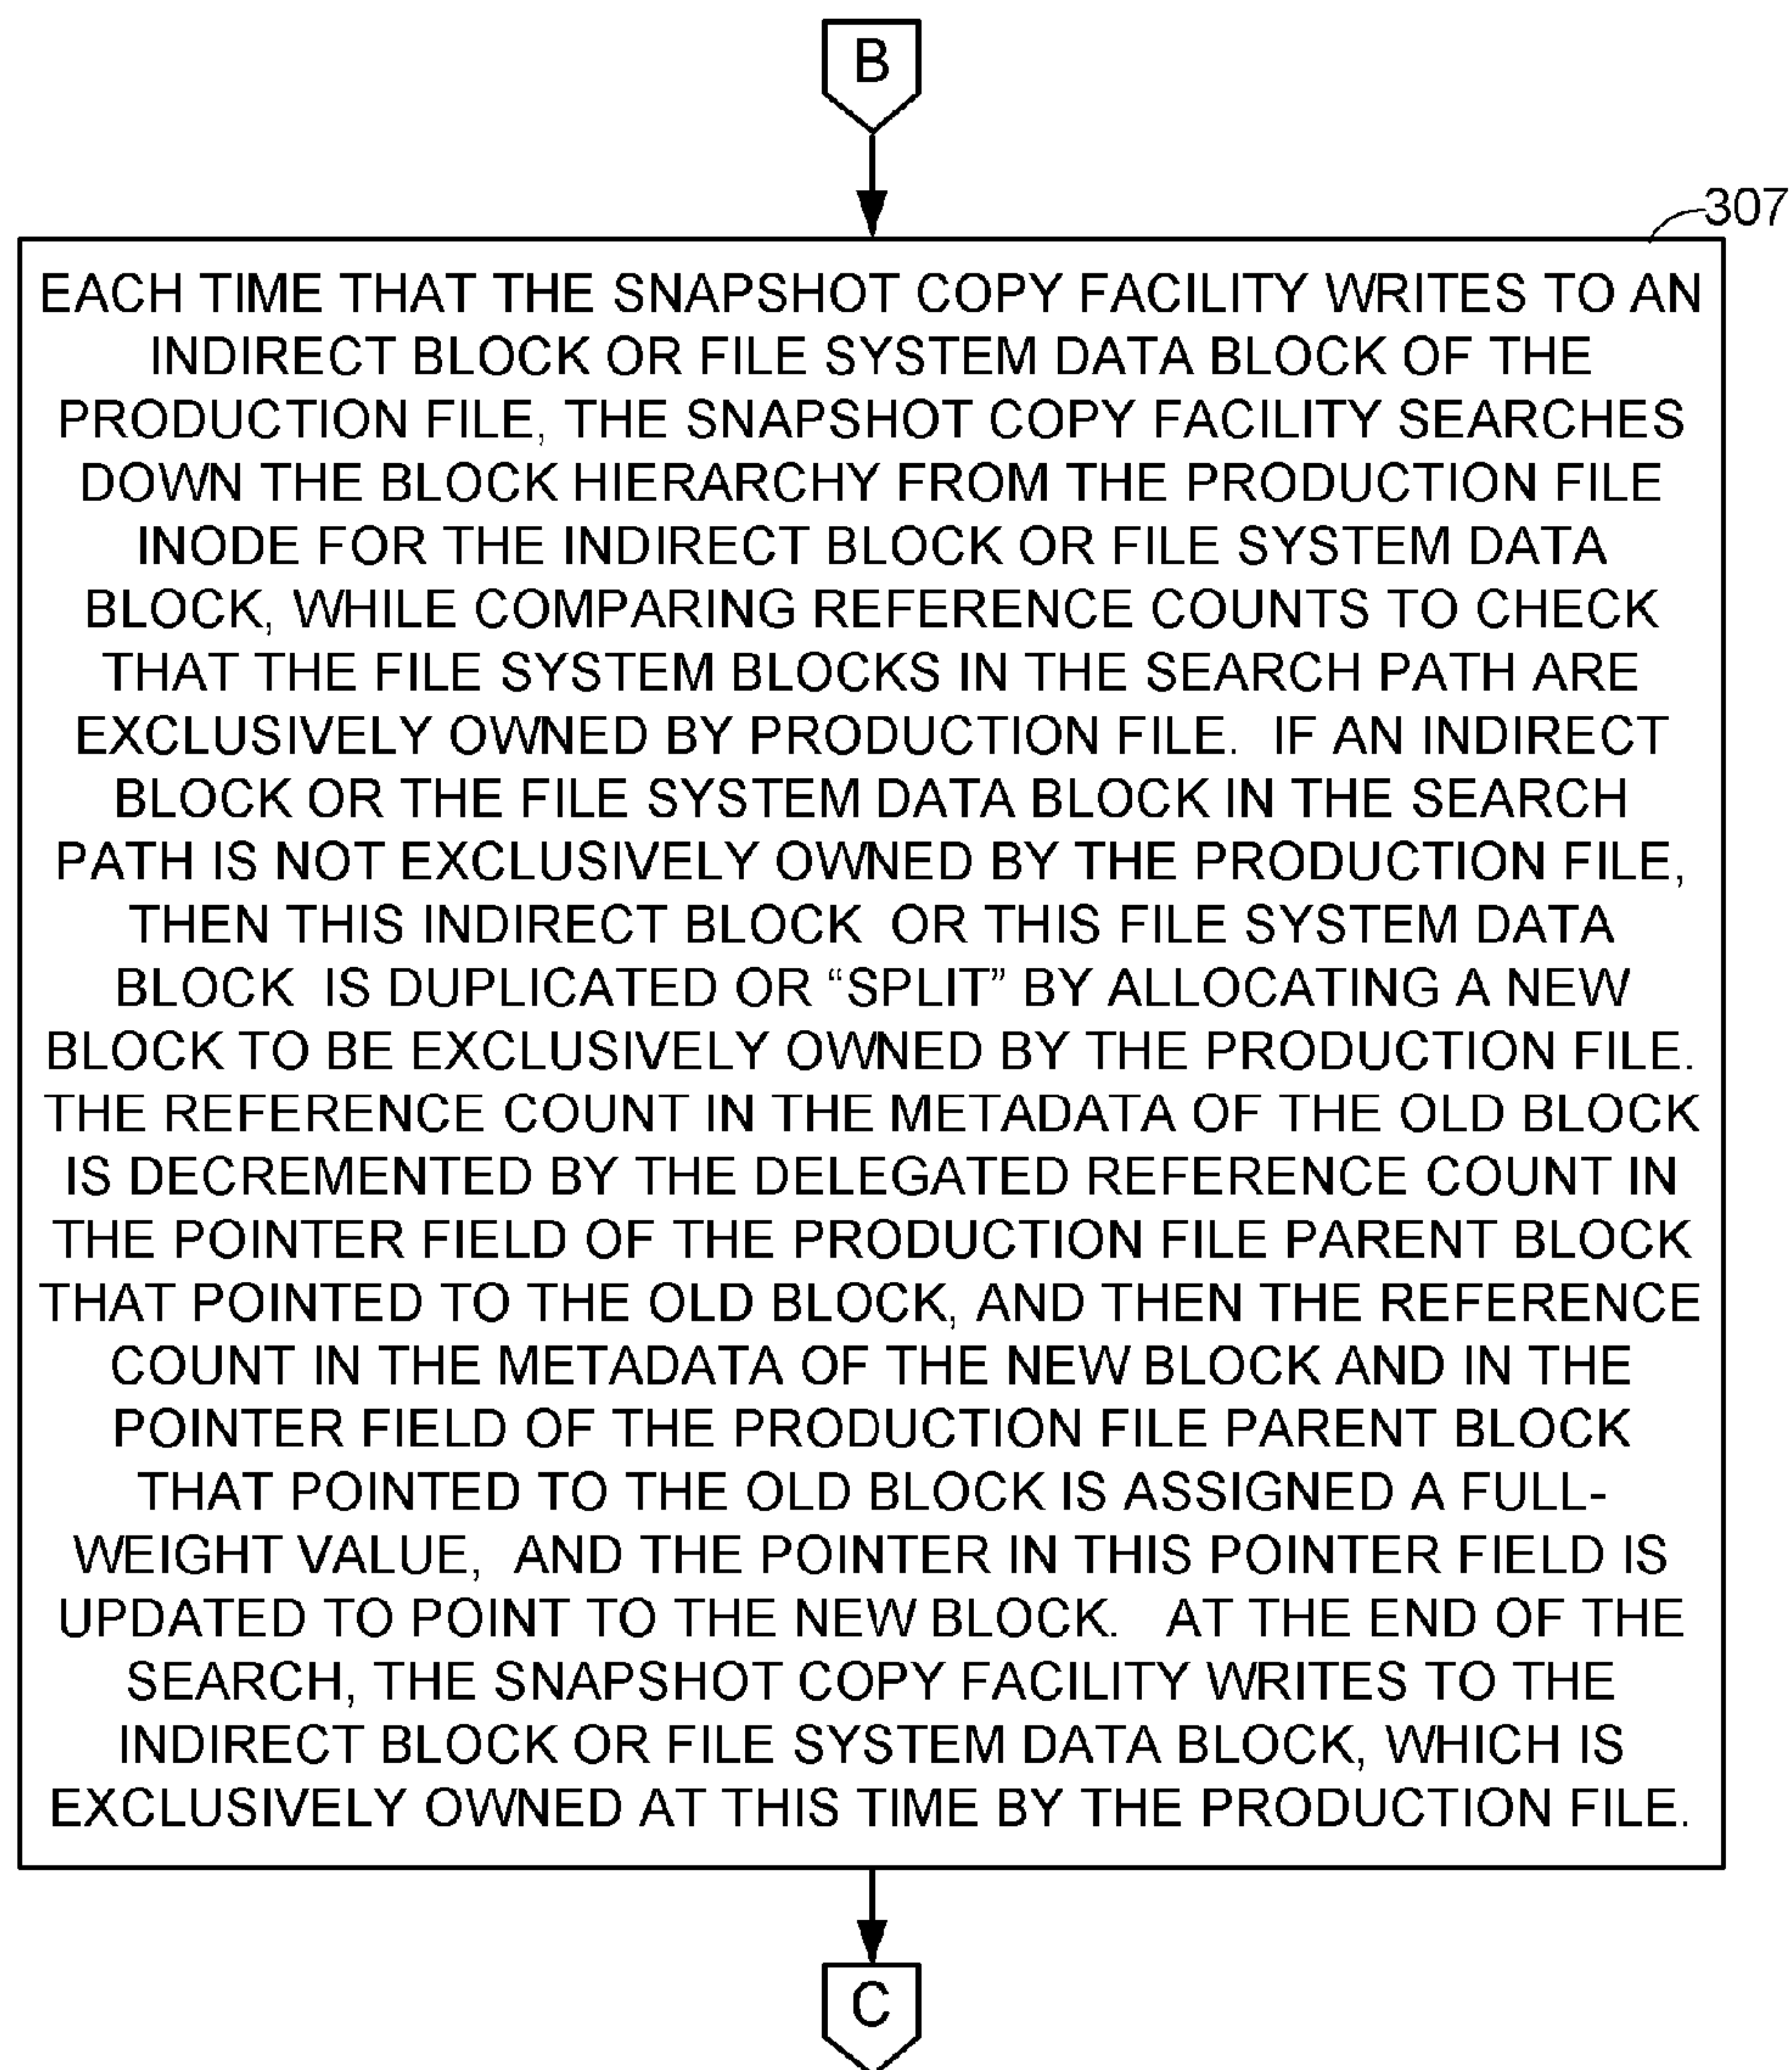 B
307
EACH TIME THAT THE SNAPSHOT COPY FACILITY WRITES TO AN
INDIRECT BLOCK OR FILE SYSTEM DATA BLOCK OF THE
PRODUCTION FILE, THE SNAPSHOT COPY FACILITY SEARCHES
DOWN THE BLOCK HIERARCHY FROM THE PRODUCTION FILE
INODE FOR THE INDIRECT BLOCK OR FILE SYSTEM DATA
BLOCK, WHILE COMPARING REFERENCE COUNTS TO CHECK
THAT THE FILE SYSTEM BLOCKS IN THE SEARCH PATH ARE
EXCLUSIVELY OWNED BY PRODUCTION FILE. IF AN INDIRECT
BLOCK OR THE FILE SYSTEM DATA BLOCK IN THE SEARCH
PATH IS NOT EXCLUSIVELY OWNED BY THE PRODUCTION FILE,
THEN THIS INDIRECT BLOCK OR THIS FILE SYSTEM DATA
BLOCK IS DUPLICATED OR “SPLIT” BY ALLOCATING A NEW
BLOCK TO BE EXCLUSIVELY OWNED BY THE PRODUCTION FILE.
THE REFERENCE COUNT IN THE METADATA OF THE OLD BLOCK
IS DECREMENTED BY THE DELEGATED REFERENCE COUNT IN
THE POINTER FIELD OF THE PRODUCTION FILE PARENT BLOCK
THAT POINTED TO THE OLD BLOCK, AND THEN THE REFERENCE
COUNT IN THE METADATA OF THE NEW BLOCK AND IN THE
POINTER FIELD OF THE PRODUCTION FILE PARENT BLOCK
THAT POINTED TO THE OLD BLOCK IS ASSIGNED A FULL-
WEIGHT VALUE, AND THE POINTER IN THIS POINTER FIELD IS
UPDATED TO POINT TO THE NEW BLOCK. AT THE END OF THE
SEARCH, THE SNAPSHOT COPY FACILITY WRITES TO THE
INDIRECT BLOCK OR FILE SYSTEM DATA BLOCK, WHICH IS
EXCLUSIVELY OWNED AT THIS TIME BY THE PRODUCTION FILE.
C